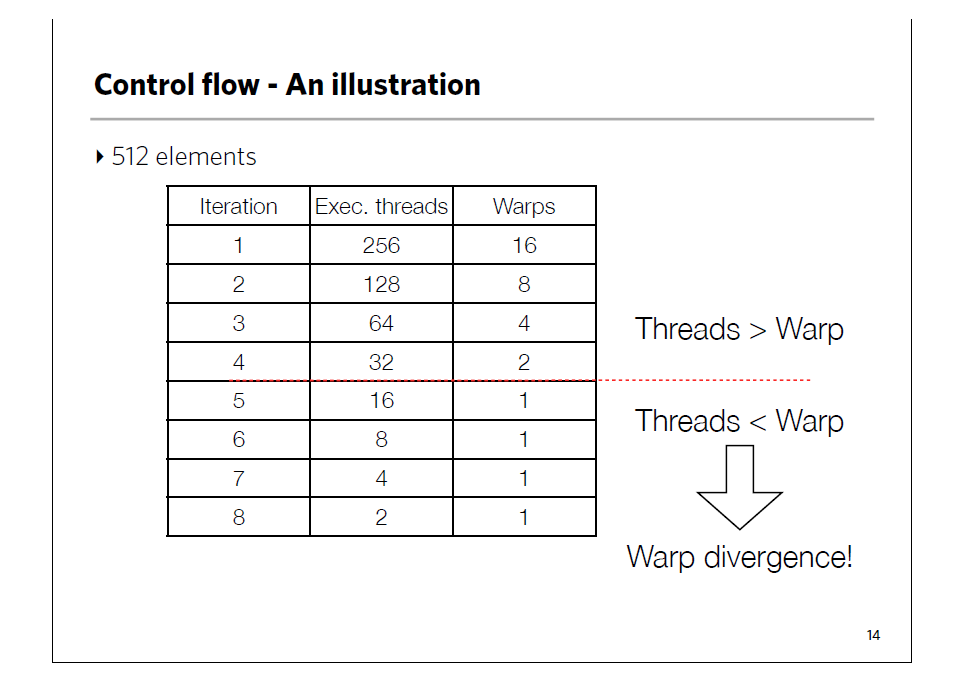 Control flow - An illustration
512 elements
Iteration Exec. threads Warps
1 256 16
2 128 8
3 64 4
4 32 2
5 16 1
6 8 1
7 4 1
8 2 1
Threads > Warp
Threads < Warp
Warp divergence!
14